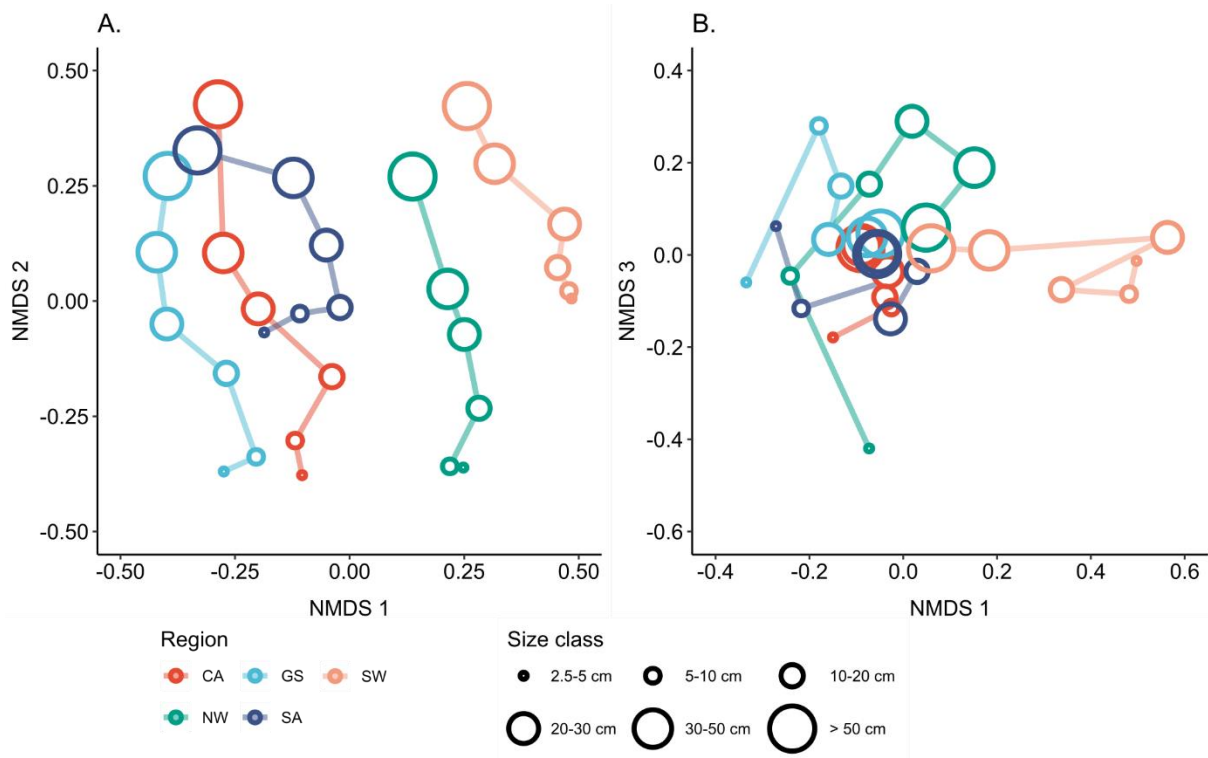 A.
B.
0.50
0.25
0.00
-0.25
-0.50
NMDS 2
-0.50 -0.25 0.00 0.25 0.50
NMDS 1
0.4
0.2
0.0
-0.2
-0.4
-0.6
NMDS 3
-0.4 -0.2 0.0 0.2 0.4 0.6
NMDS 1
Region
CA GS SW
NW SA
Size class
2.5-5 cm 5-10 cm 10-20 cm
20-30 cm 30-50 cm > 50 cm